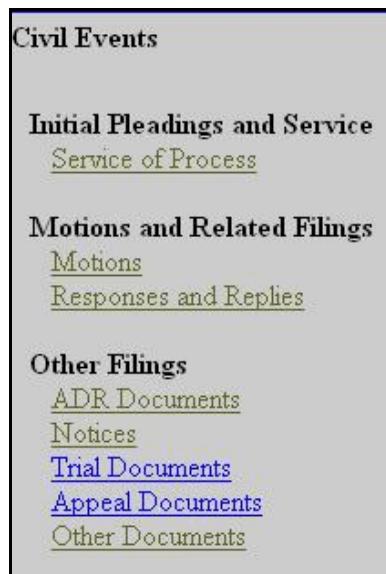 Civil Events
Initial Pleadings and Service
Service of Process
Motions and Related Filings
Motions
Responses and Replies
Other Filings
ADR Documents
Notices
Trial Documents
Appeal Documents
Other Documents